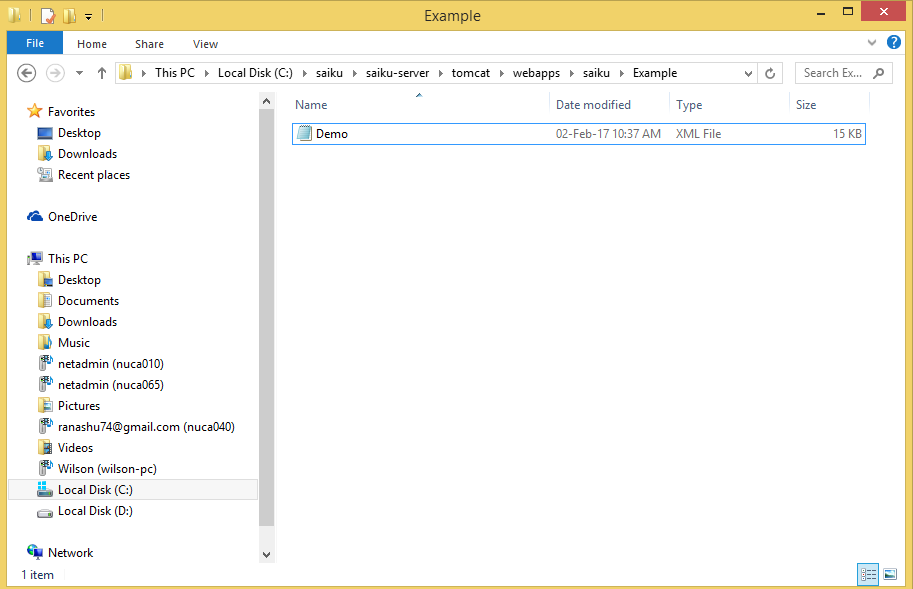 Example
File Home Share View
This PC Local Disk (C:) saiku saiku-server tomcat webapps saiku Example Search Ex...
Name Date modified Type Size
Demo 02-Feb-17 10:37 AM XML File 15 KB
Favorites
Desktop
Downloads
Recent places
OneDrive
This PC
Desktop
Documents
Downloads
Music
netadmin (nuca010)
netadmin (nuca065)
Pictures
ranashu74@gmail.com (nuca040)
Videos
Wilson (wilson-pc)
Local Disk (C:)
Local Disk (D:)
Network
1 item